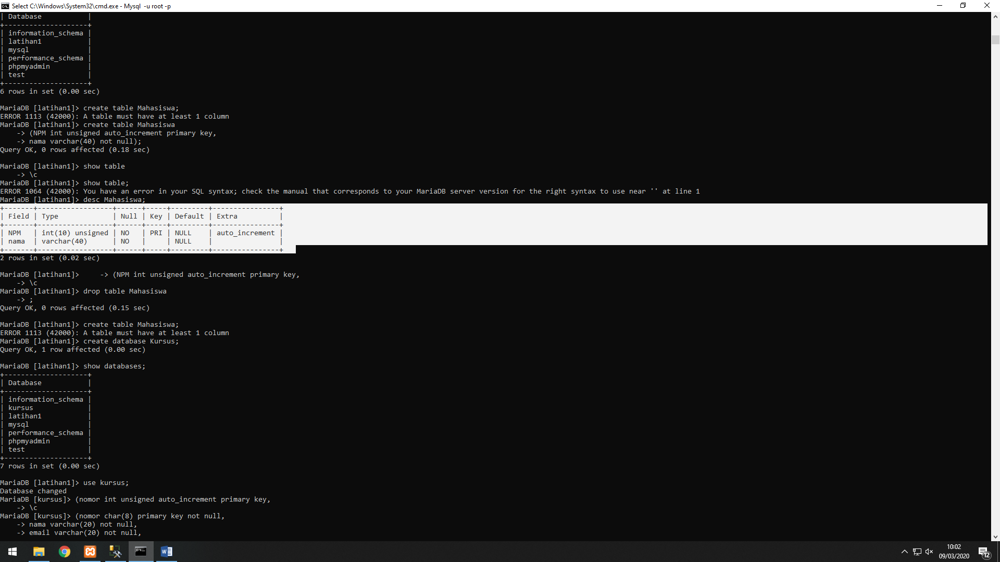 Select C:\Windows\System32\cmd.exe - Mysql  -u root -p
| Database           |
+--------------------+
| information_schema |
| latihan1           |
| mysql              |
| performance_schema |
| phpmyadmin         |
| test               |
+--------------------+
6 rows in set (0.00 sec)

MariaDB [latihan1]> create table Mahasiswa;
ERROR 1113 (42000): A table must have at least 1 column
MariaDB [latihan1]> create table Mahasiswa
    -> (NPM int unsigned auto_increment primary key,
    -> nama varchar(40) not null);
Query OK, 0 rows affected (0.18 sec)

MariaDB [latihan1]> show table
    -> \c
MariaDB [latihan1]> show table;
ERROR 1064 (42000): You have an error in your SQL syntax; check the manual that corresponds to your MariaDB server version for the right syntax to use near '' at line 1
MariaDB [latihan1]> desc Mahasiswa;
+-------+------------------+------+-----+---------+----------------+
| Field | Type             | Null | Key | Default | Extra          |
+-------+------------------+------+-----+---------+----------------+
| NPM   | int(10) unsigned | NO   | PRI | NULL    | auto_increment |
| nama  | varchar(40)      | NO   |     | NULL    |                |
+-------+------------------+------+-----+---------+----------------+
2 rows in set (0.02 sec)

MariaDB [latihan1]>     -> (NPM int unsigned auto_increment primary key,
    -> \c
MariaDB [latihan1]> drop table Mahasiswa
    -> ;
Query OK, 0 rows affected (0.15 sec)

MariaDB [latihan1]> create table Mahasiswa;
ERROR 1113 (42000): A table must have at least 1 column
MariaDB [latihan1]> create database Kursus;
Query OK, 1 row affected (0.00 sec)

MariaDB [latihan1]> show databases;
+--------------------+
| Database           |
+--------------------+
| information_schema |
| kursus             |
| latihan1           |
| mysql              |
| performance_schema |
| phpmyadmin         |
| test               |
+--------------------+
7 rows in set (0.00 sec)

MariaDB [latihan1]> use kursus;
Database changed
MariaDB [kursus]> (nomor int unsigned auto_increment primary key,
    -> \c
MariaDB [kursus]> (nomor char(8) primary key not null,
    -> nama varchar(20) not null,
    -> email varchar(20) not null,
10:02
09/03/2020
12